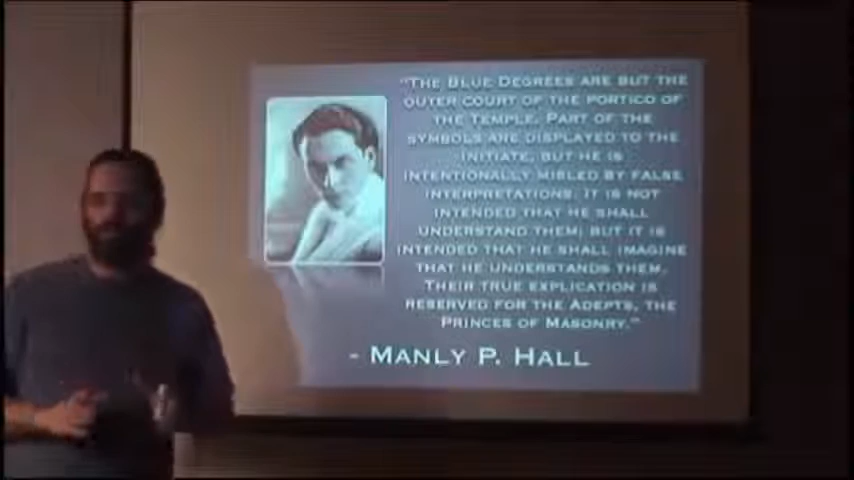 "The Blue Degrees are but the
outer court of the portico of
the Temple. Part of the
symbols are displayed to the
initiate, but he is
intentionally misled by false
interpretations. It is not
intended that he shall
understand them; but it is
intended that he shall imagine
that he understands them.
Their true explication is
reserved for the Adepts, the
Princes of Masonry."
- Manly P. Hall